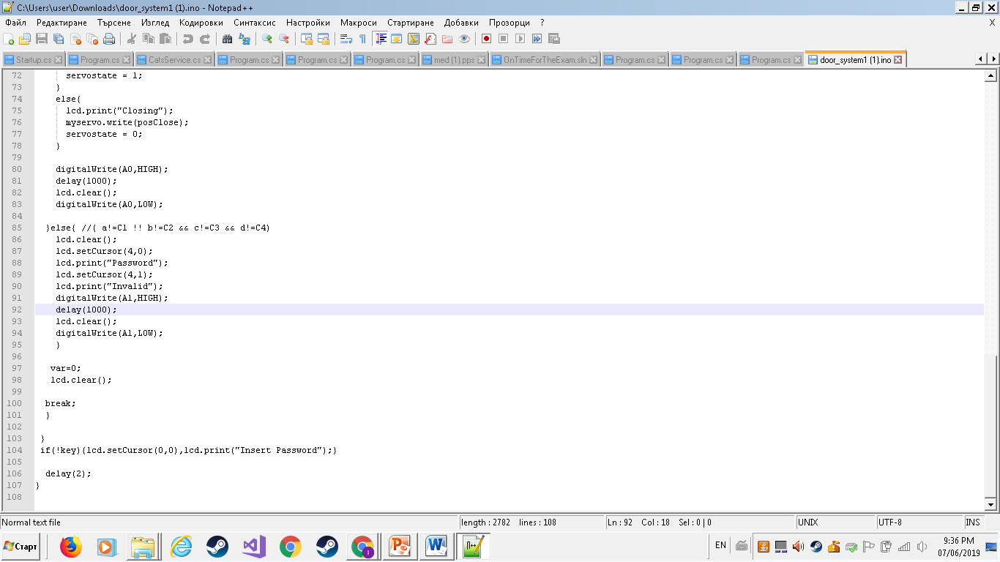 C:\Users\user\Downloads\door_system1 (1).ino - Notepad++
Файл Редактиране Търсене Изглед Кодировки Синтаксис Настройки Макроси Стартиране Добавки Прозорци ? X
Startup.cs Program.cs CatsService.cs Program.cs Program.cs Program.cs med (1).pps OnTimeForTheExam.sln Program.cs Program.cs Program.cs door_system1 (1).ino
72 servostate = 1;
73 }
74 else{
75 lcd.print("Closing");
76 myservo.write(posClose);
77 servostate = 0;
78 }
79
80 digitalWrite(A0,HIGH);
81 delay(1000);
82 lcd.clear();
83 digitalWrite(A0,LOW);
84
85 }else{ //( a!=C1 !! b!=C2 && c!=C3 && d!=C4)
86 lcd.clear();
87 lcd.setCursor(4,0);
88 lcd.print("Password");
89 lcd.setCursor(4,1);
90 lcd.print("Invalid");
91 digitalWrite(A1,HIGH);
92 delay(1000);
93 lcd.clear();
94 digitalWrite(A1,LOW);
95 }
96
97 var=0;
98 lcd.clear();
99
100 break;
101 }
102
103 }
104 if(!key){lcd.setCursor(0,0),lcd.print("Insert Password");}
105
106 delay(2);
107 }
108
Normal text file length : 2782 lines : 108 Ln : 92 Col : 18 Sel : 0 | 0 UNIX UTF-8 INS
Старт EN 9:36 PM
07/06/2019